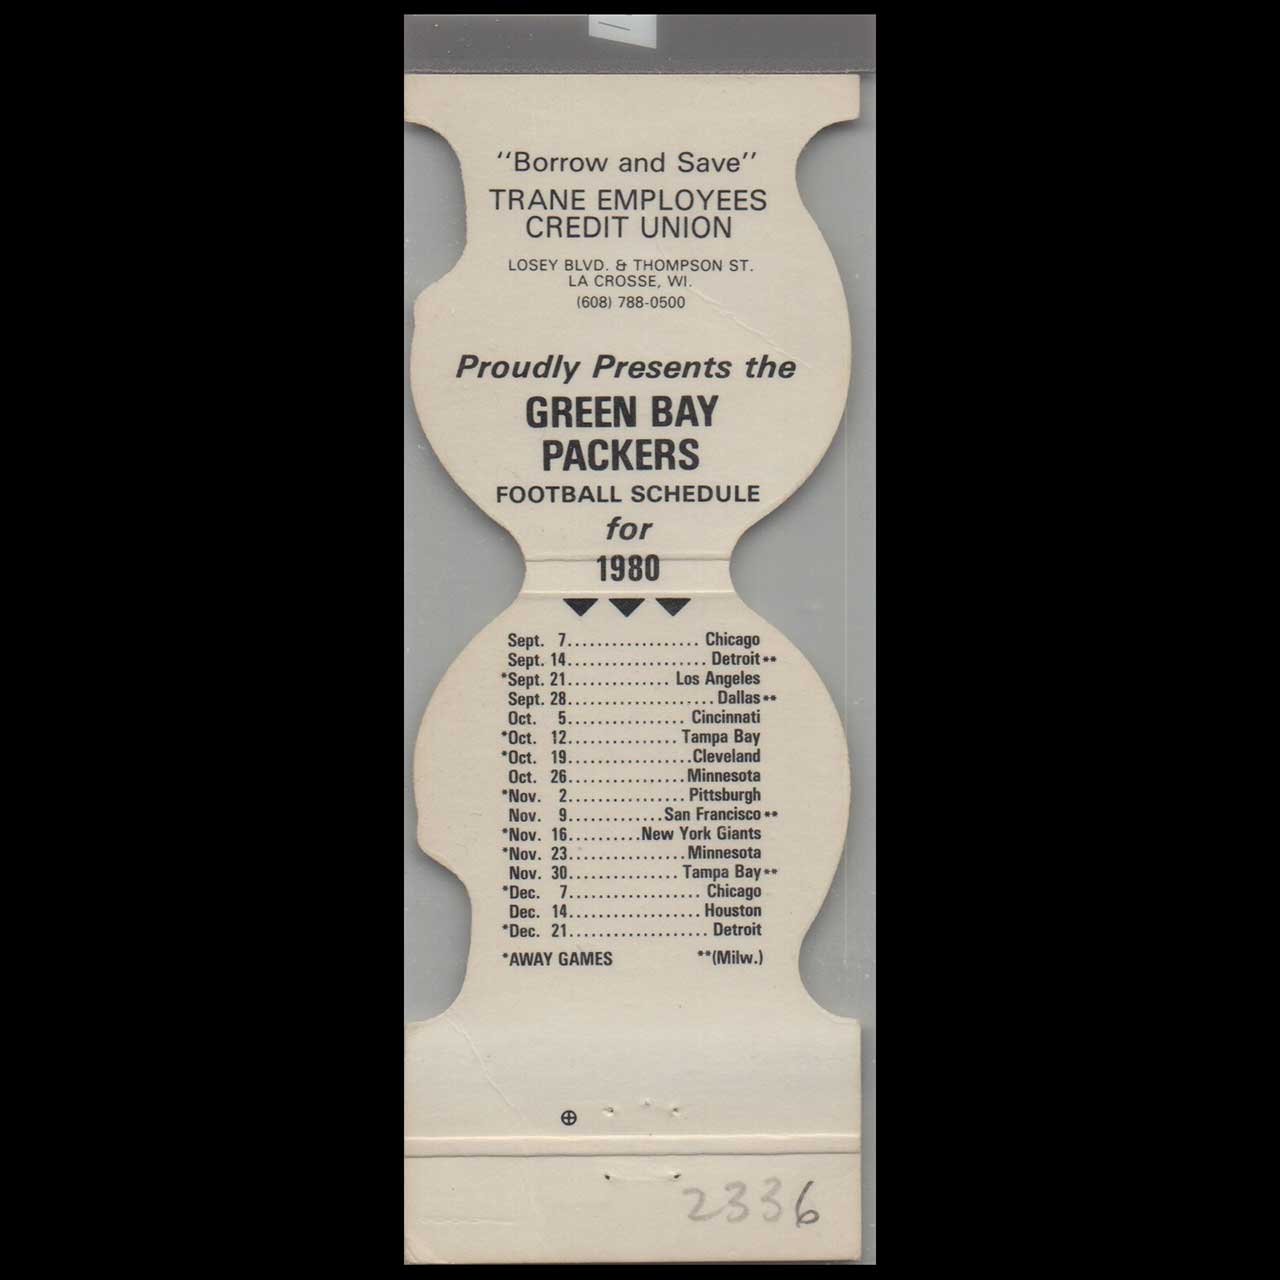 "Borrow and Save"
TRANE EMPLOYEES
CREDIT UNION
LOSEY BLVD. & THOMPSON ST.
LA CROSSE, WI.
(608) 788-0500
Proudly Presents the
GREEN BAY
PACKERS
FOOTBALL SCHEDULE
for
1980
Sept. 7.................. Chicago
Sept. 14................... Detroit**
*Sept. 21.............. Los Angeles
Sept. 28.................... Dallas**
Oct. 5................ Cincinnati
*Oct. 12............... Tampa Bay
*Oct. 19.................Cleveland
Oct. 26................Minnesota
*Nov. 2................ Pittsburgh
Nov. 9.............San Francisco**
*Nov. 16..........New York Giants
*Nov. 23................Minnesota
Nov. 30............... Tampa Bay**
*Dec. 7.................. Chicago
Dec. 14.................. Houston
*Dec. 21................... Detroit
*AWAY GAMES **(Milw.)
2336